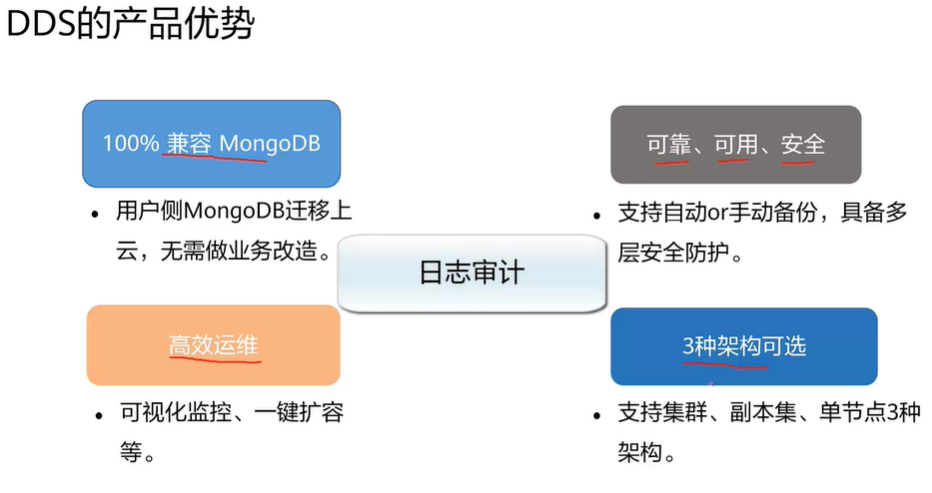 DDS的产品优势
100% 兼容 MongoDB
• 用户侧MongoDB迁移上
云，无需做业务改造。
可靠、可用、安全
• 支持自动or手动备份，具备多
层安全防护。
日志审计
高效运维
• 可视化监控、一键扩容
等。
3种架构可选
• 支持集群、副本集、单节点3种
架构。